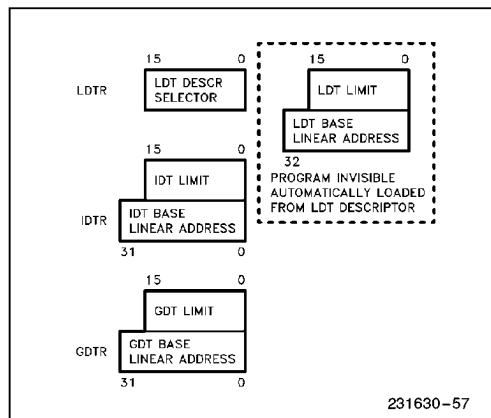 15 0
LDTR
LDT DESCR
SELECTOR
15 0
LDT LIMIT
LDT BASE
LINEAR ADDRESS
32
PROGRAM INVISIBLE
AUTOMATICALLY LOADED
FROM LDT DESCRIPTOR
15 0
IDT LIMIT
IDTR
IDT BASE
LINEAR ADDRESS
31 0
15 0
GDT LIMIT
GDTR
GDT BASE
LINEAR ADDRESS
31 0
231630-57